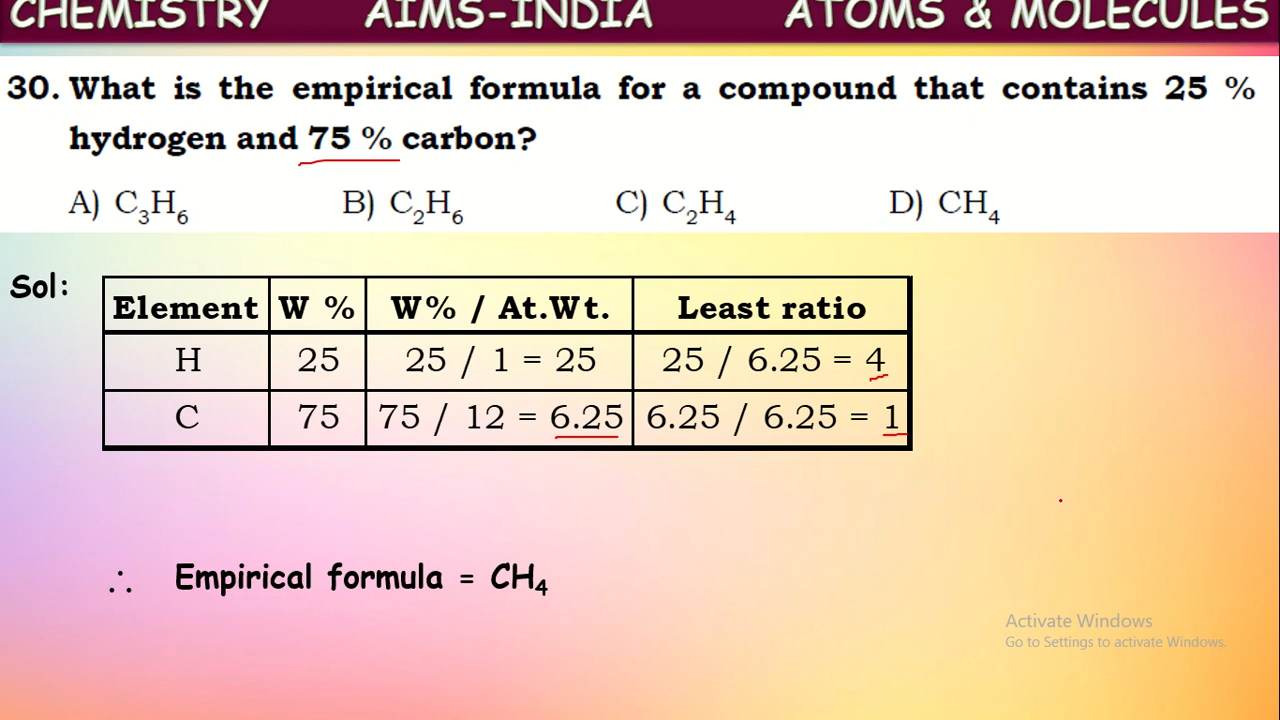 CHEMISTRY AIMS-INDIA ATOMS & MOLECULES
30. What is the empirical formula for a compound that contains 25 %
hydrogen and 75 % carbon?
A) C₃H₆ B) C₂H₆ C) C₂H₄ D) CH₄
Sol:
Element W % W% / At.Wt. Least ratio
H 25 25 / 1 = 25 25 / 6.25 = 4
C 75 75 / 12 = 6.25 6.25 / 6.25 = 1
∴ Empirical formula = CH₄
Activate Windows
Go to Settings to activate Windows.